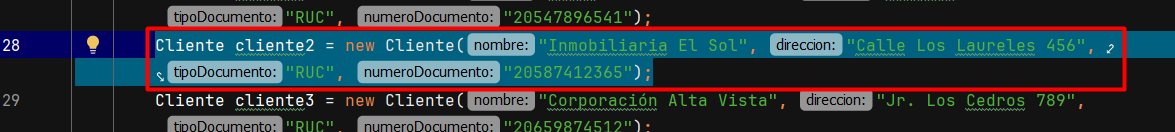 tipoDocumento: "RUC", numeroDocumento: "20547896541");
28 Cliente cliente2 = new Cliente( nombre: "Inmobiliaria El Sol", direccion: "Calle Los Laureles 456",
tipoDocumento: "RUC", numeroDocumento: "20587412365");
29 Cliente cliente3 = new Cliente( nombre: "Corporación Alta Vista", direccion: "Jr. Los Cedros 789",
tipoDocumento: "RUC", numeroDocumento: "20659874512");